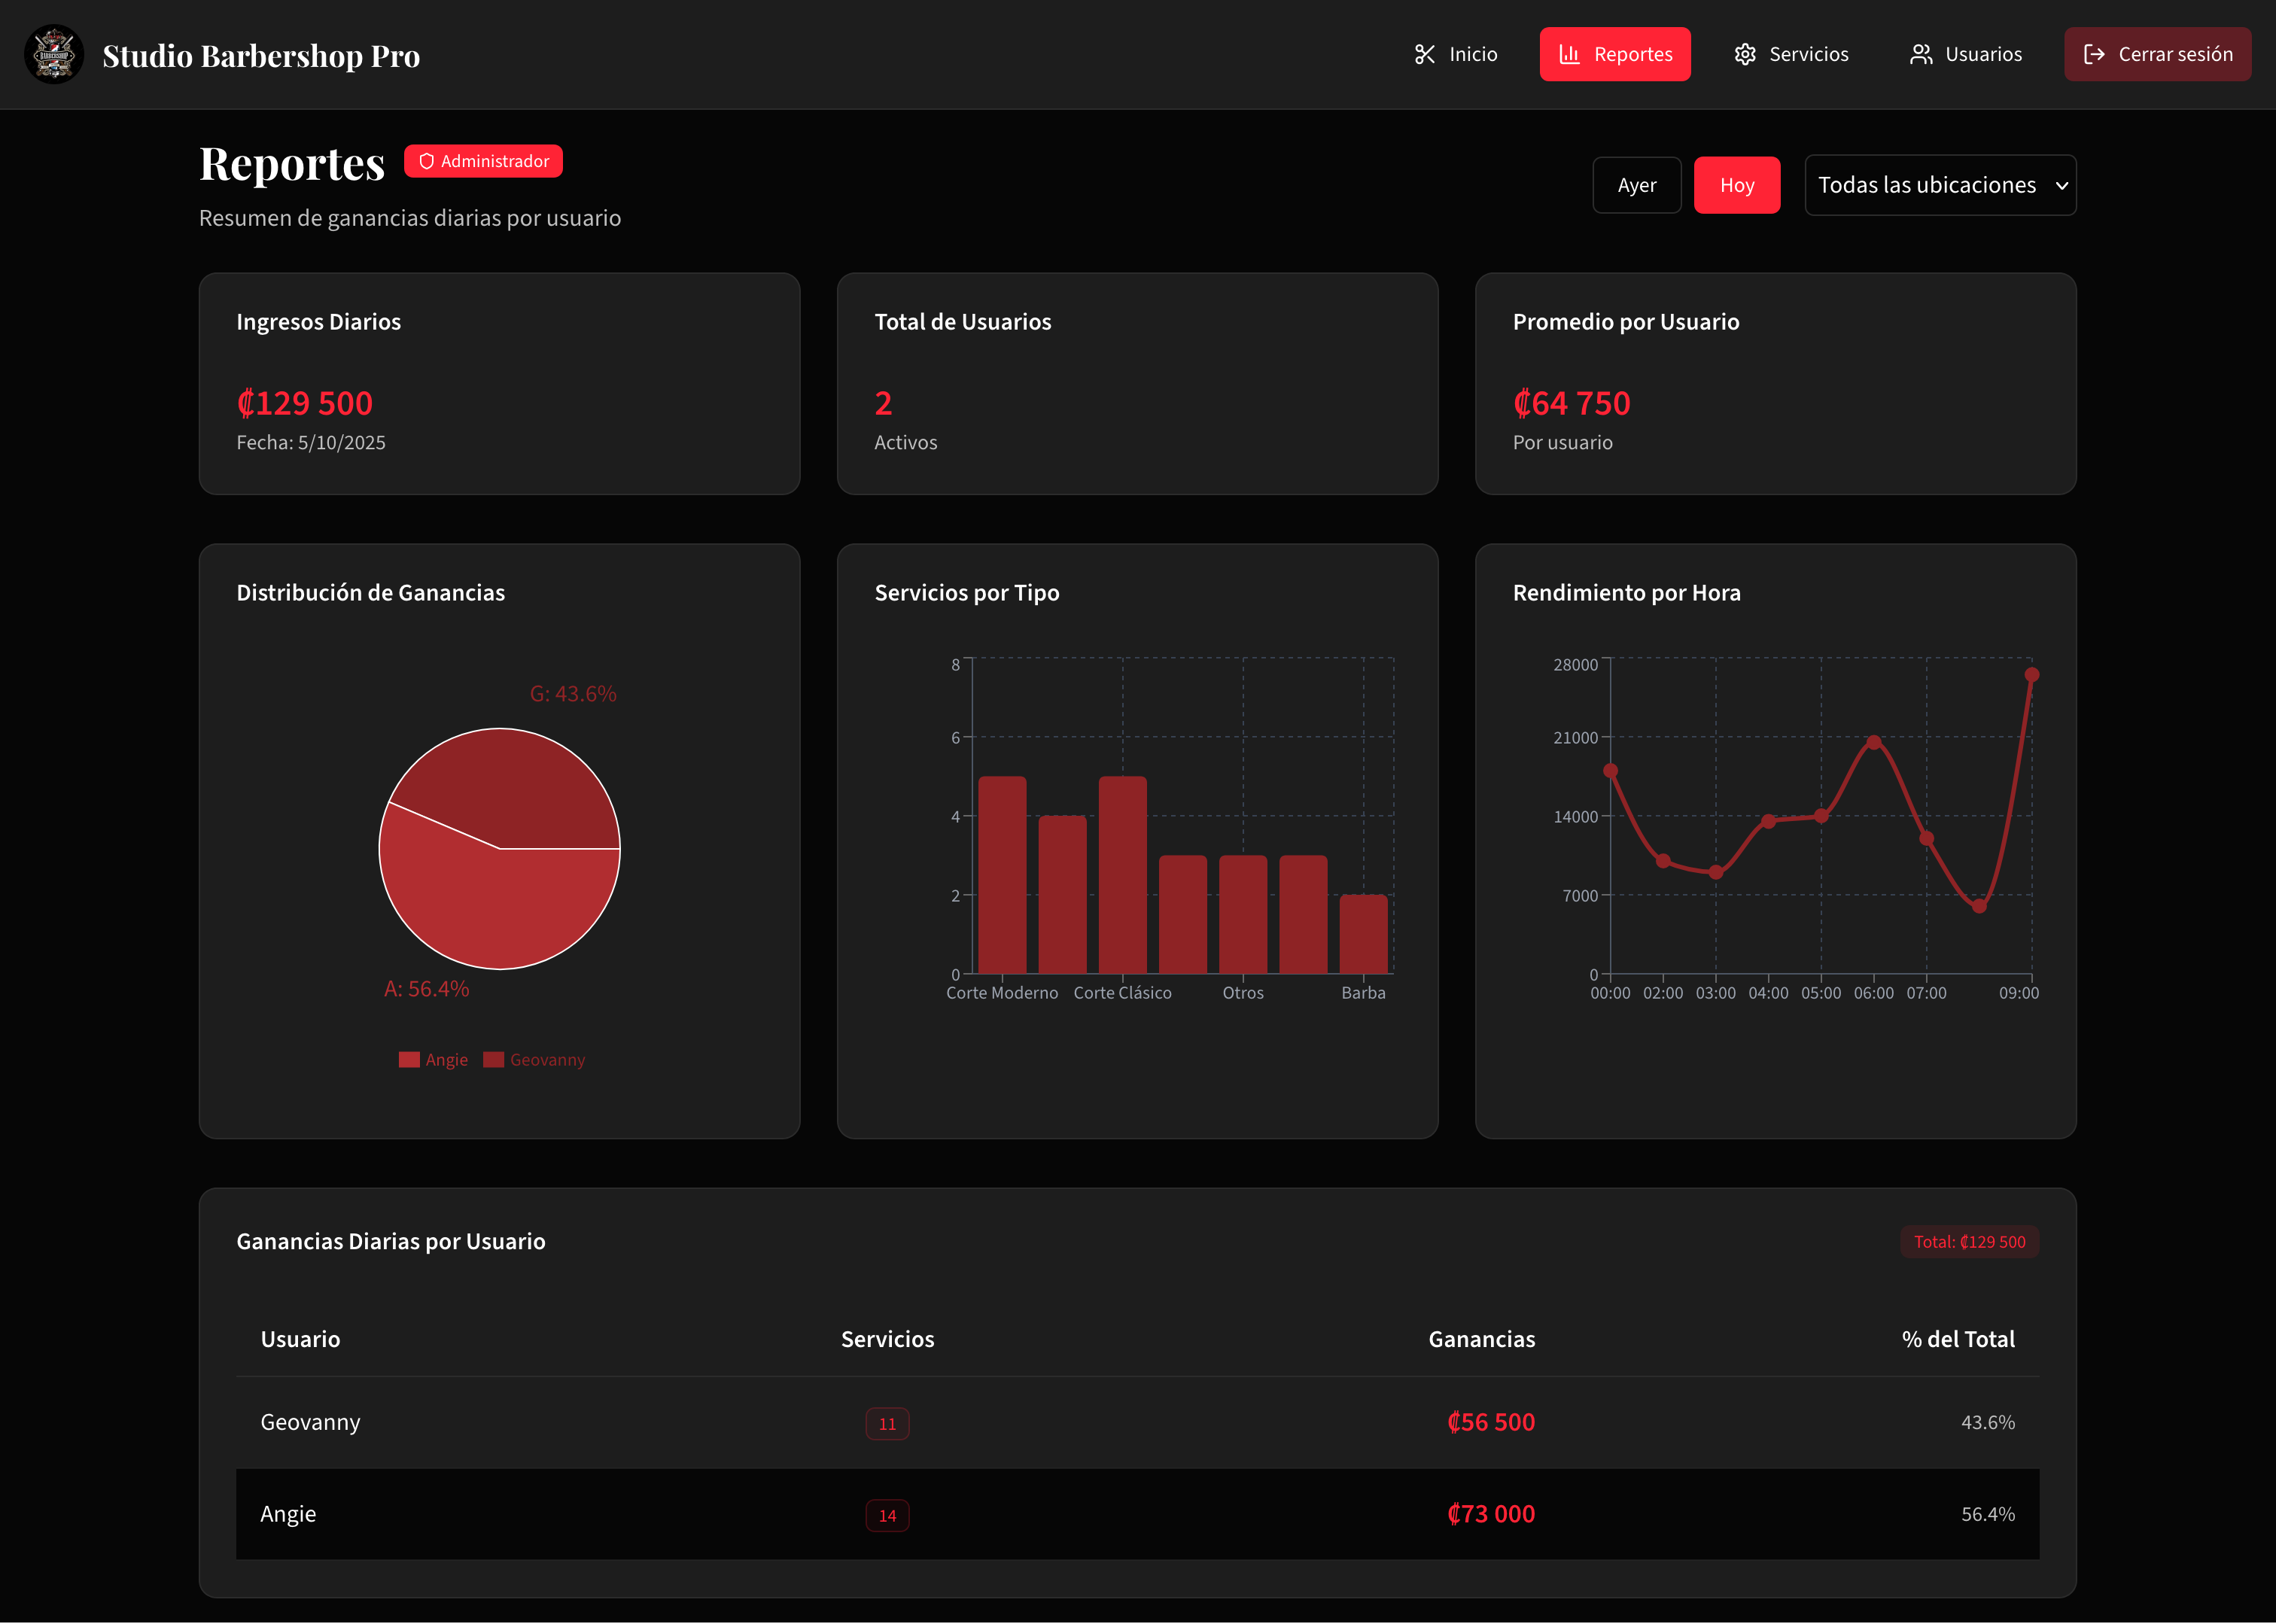 BARBERSHOP
Studio Barbershop Pro
Inicio
Reportes
Servicios
Usuarios
Cerrar sesión
Reportes
Administrador
Resumen de ganancias diarias por usuario
Ayer
Hoy
Todas las ubicaciones
Ingresos Diarios
₡129 500
Fecha: 5/10/2025
Total de Usuarios
2
Activos
Promedio por Usuario
₡64 750
Por usuario
Distribución de Ganancias
G: 43.6%
A: 56.4%
Angie
Geovanny
Servicios por Tipo
8
6
4
2
0
Corte Moderno
Corte Clásico
Otros
Barba
Rendimiento por Hora
28000
21000
14000
7000
0
00:00
02:00
03:00
04:00
05:00
06:00
07:00
09:00
Ganancias Diarias por Usuario
Total: ₡129 500
Usuario
Servicios
Ganancias
% del Total
Geovanny
11
₡56 500
43.6%
Angie
14
₡73 000
56.4%